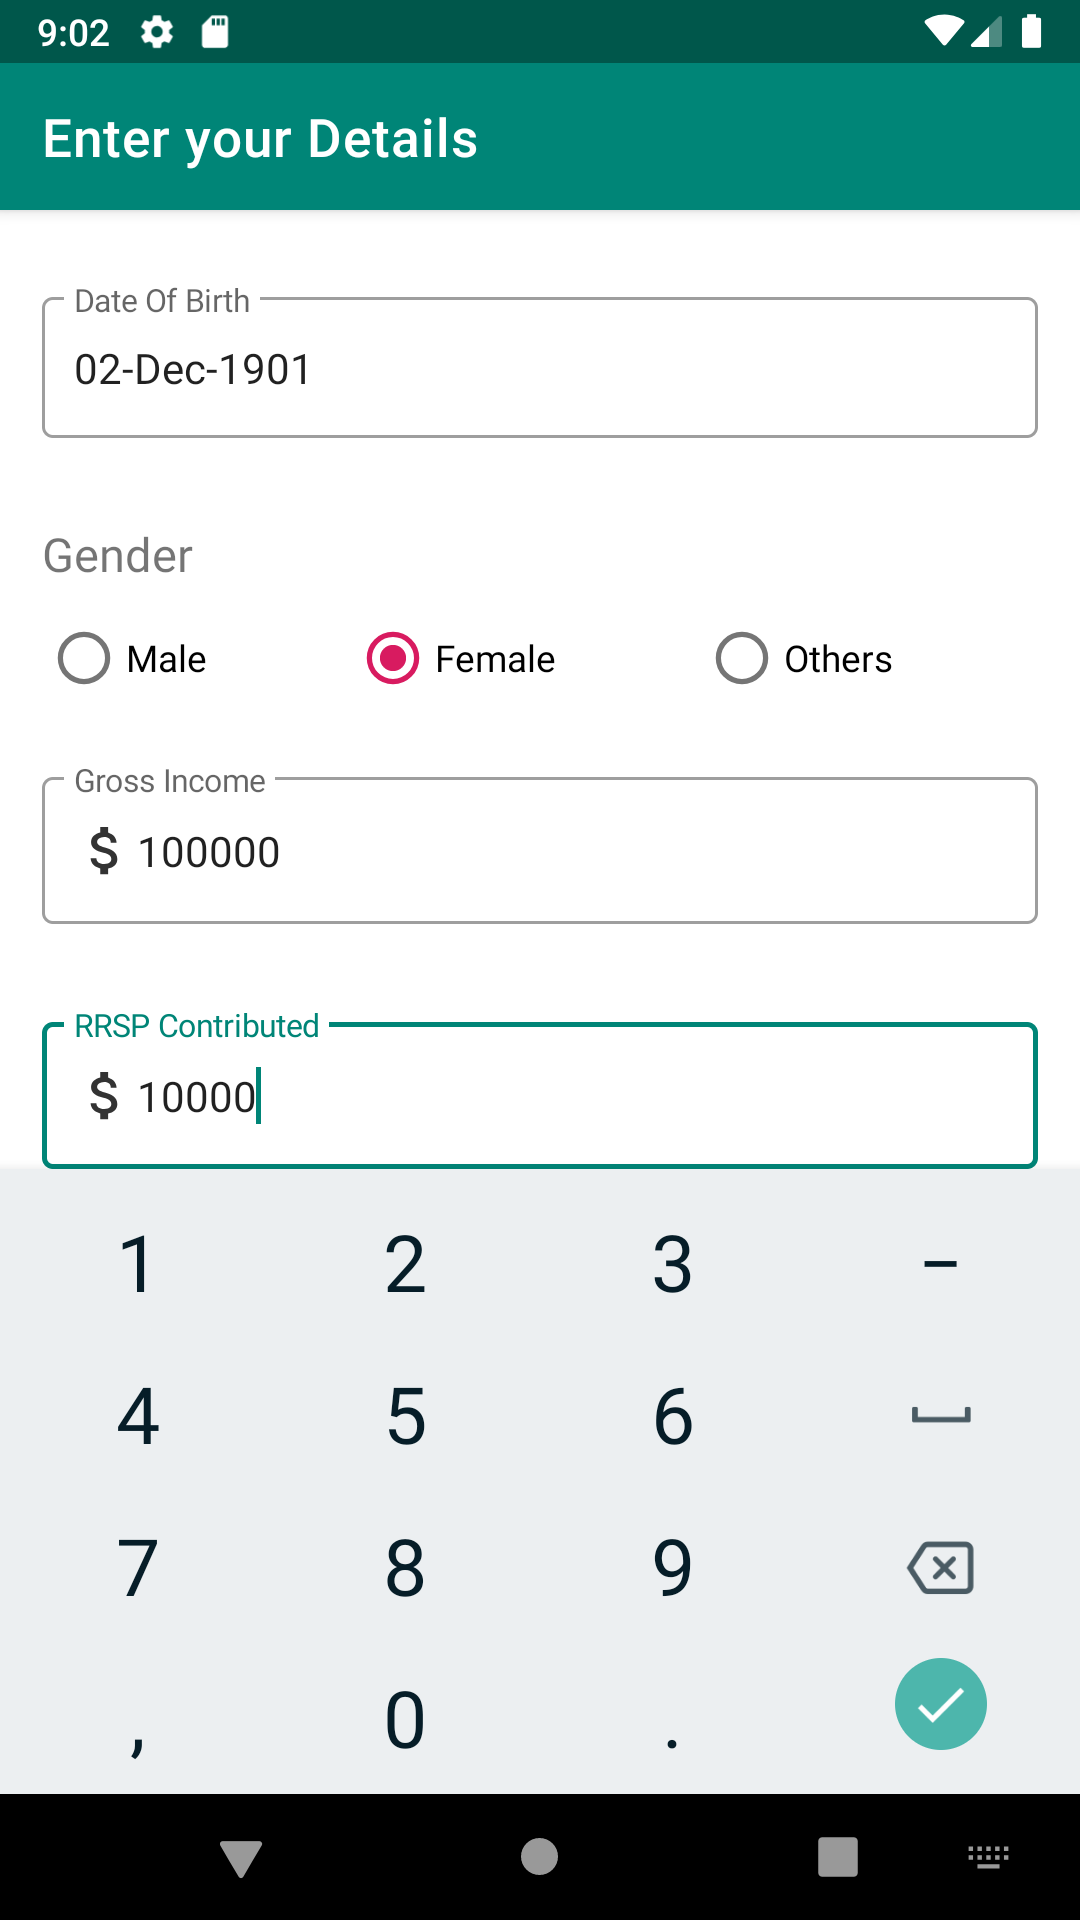 9:02
Enter your Details
Date Of Birth
02-Dec-1901
Gender
Male Female Others
Gross Income
$ 100000
RRSP Contributed
$ 10000
1 2 3 –
4 5 6
7 8 9
, 0 .